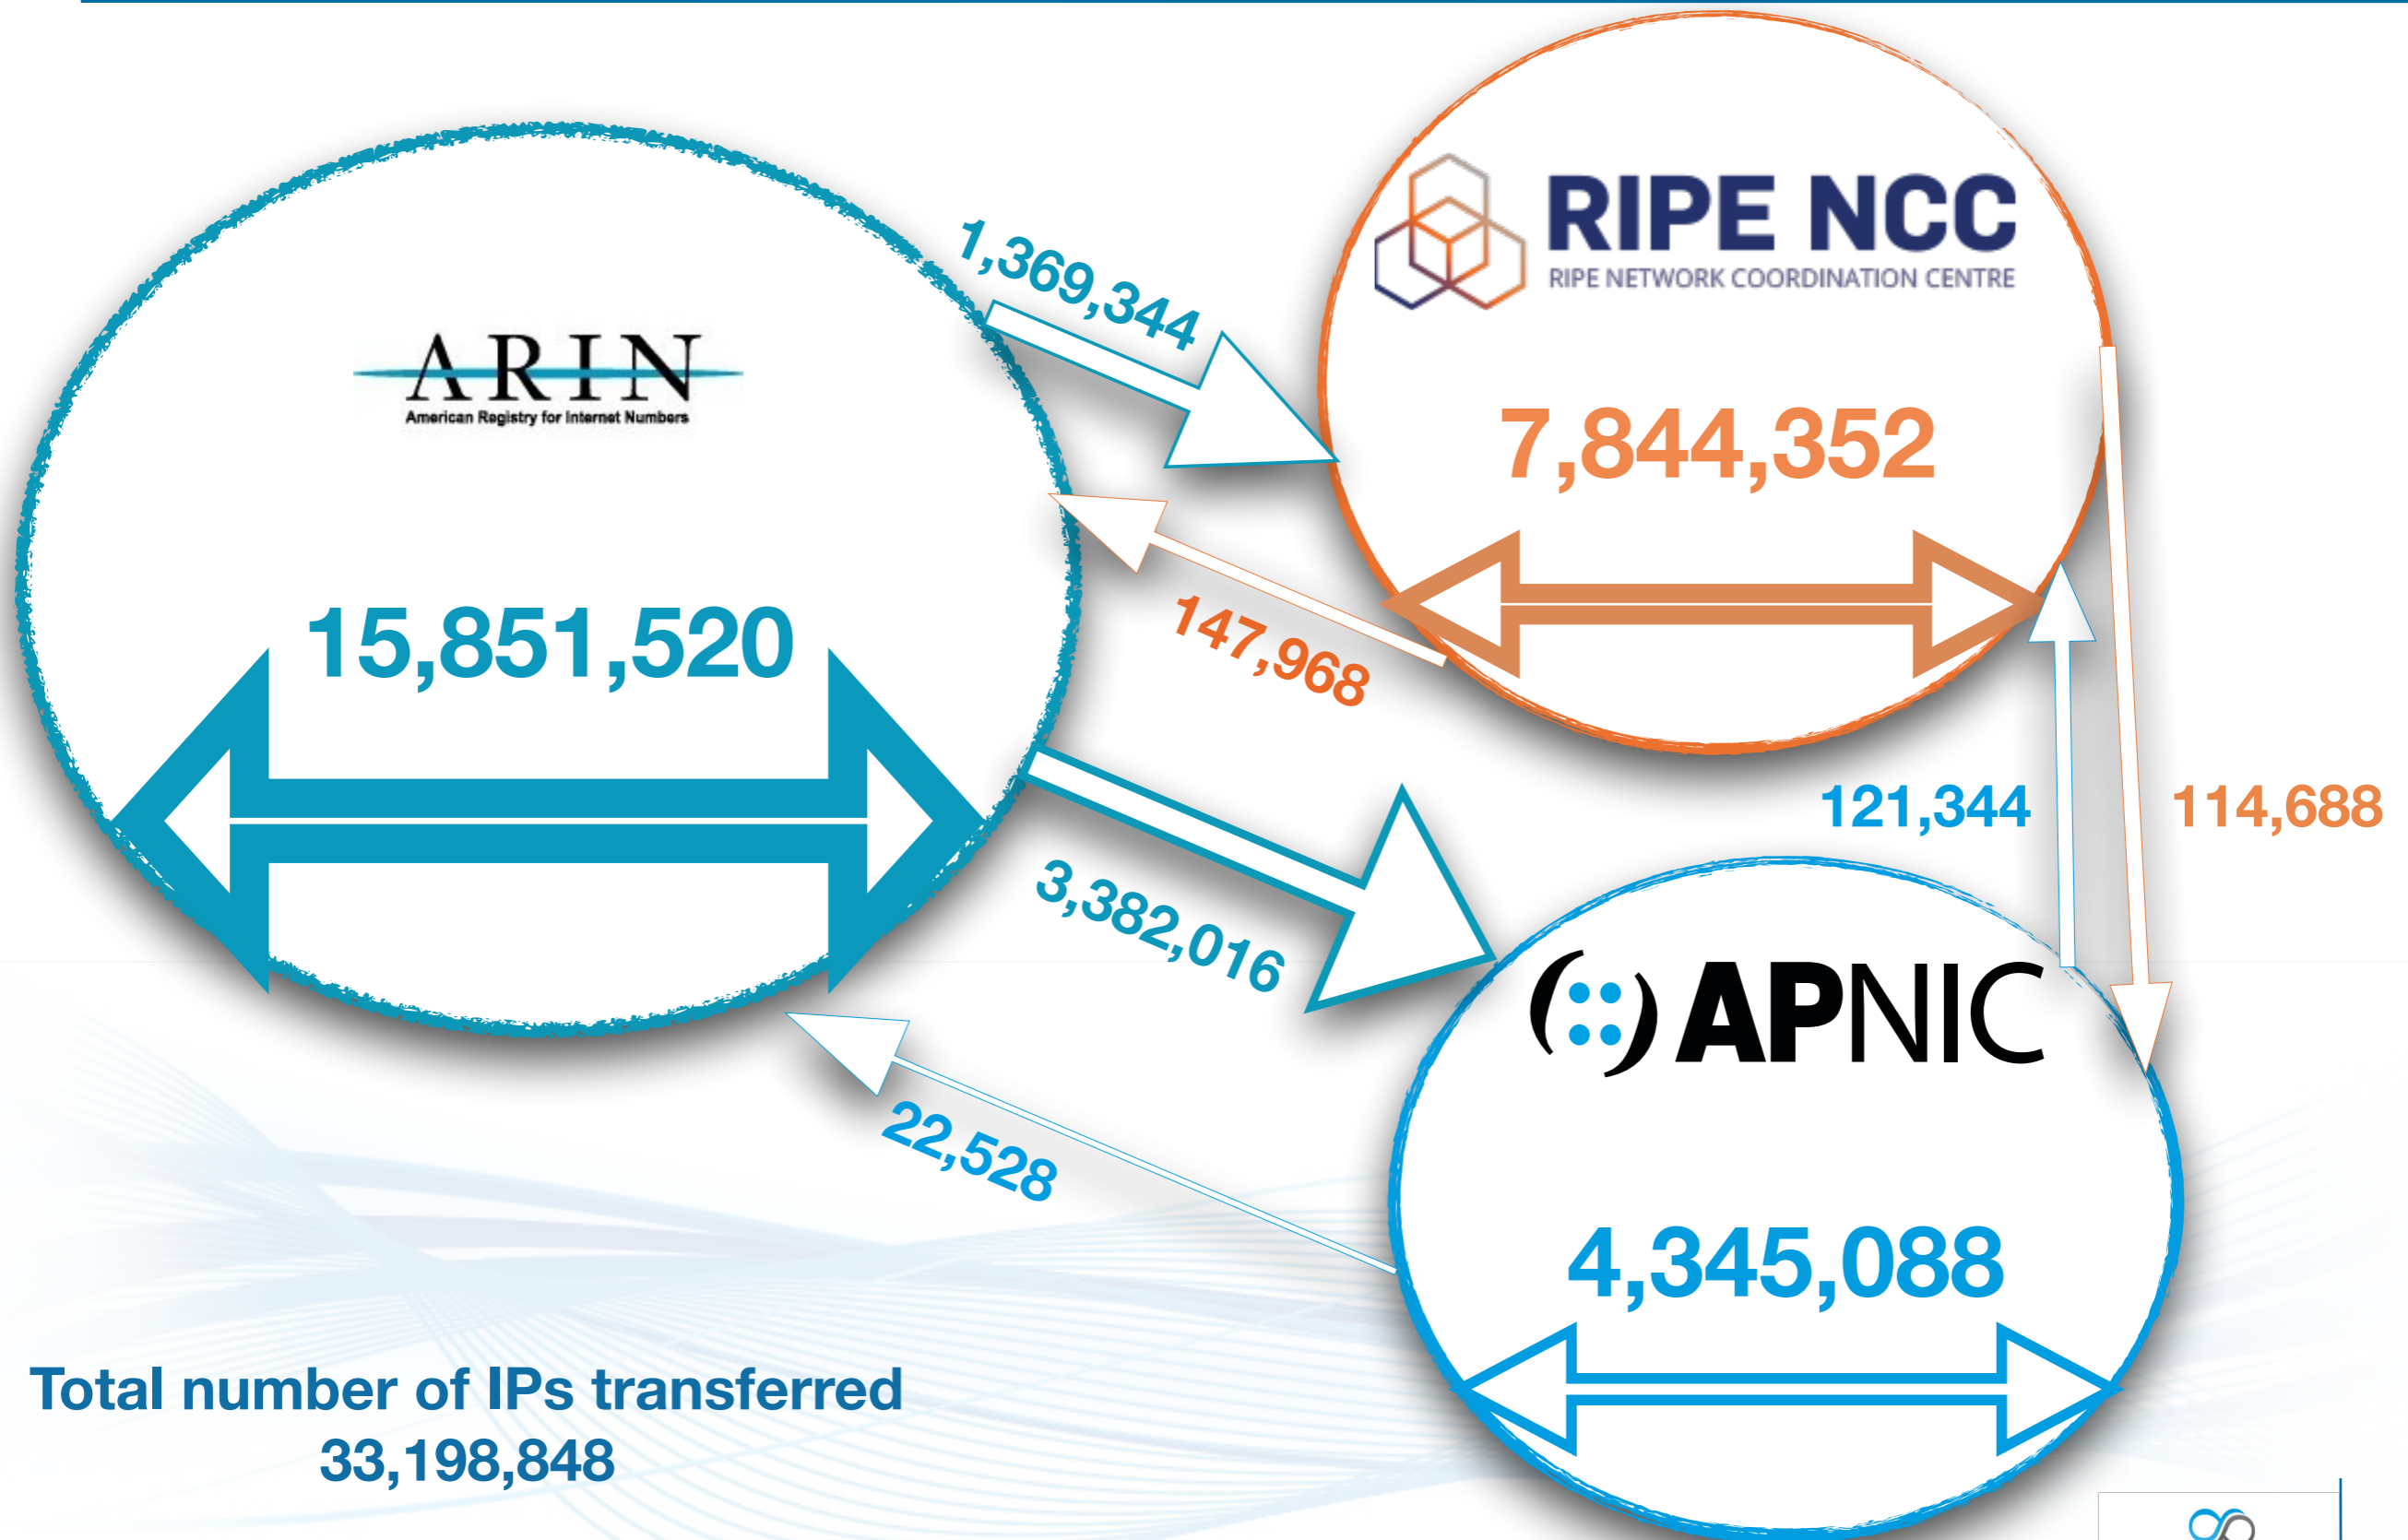 ARIN
American Registry for Internet Numbers
15,851,520
1,369,344
RIPE NCC
RIPE NETWORK COORDINATION CENTRE
7,844,352
147,968
3,382,016
121,344
114,688
22,528
APNIC
4,345,088
Total number of IPs transferred
33,198,848